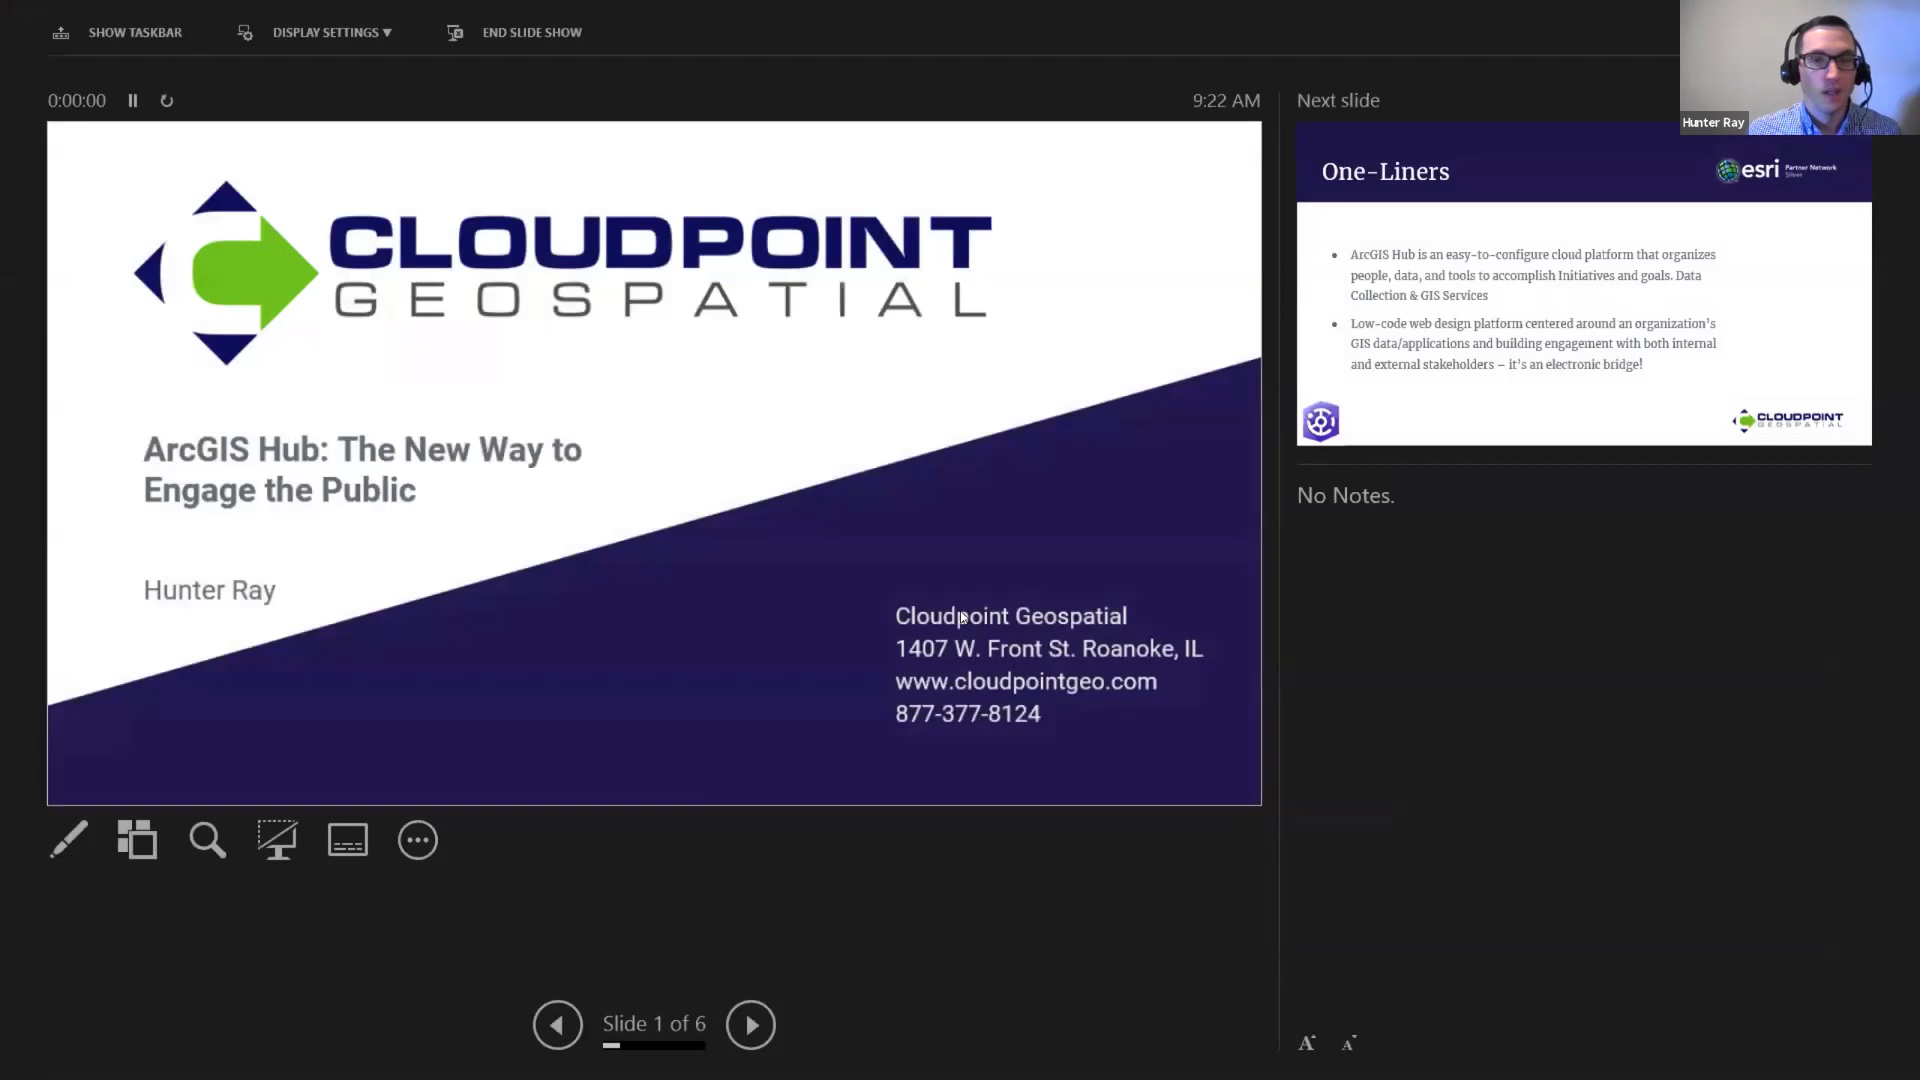 SHOW TASKBAR
DISPLAY SETTINGS ▼
END SLIDE SHOW
Hunter Ray
0:00:00
9:22 AM
Next slide
CLOUDPOINT
GEOSPATIAL
ArcGIS Hub: The New Way to
Engage the Public
Hunter Ray
Cloudpoint Geospatial
1407 W. Front St. Roanoke, IL
www.cloudpointgeo.com
877-377-8124
One-Liners
esri Partner Network
Silver
• ArcGIS Hub is an easy-to-configure cloud platform that organizes
people, data, and tools to accomplish Initiatives and goals. Data
Collection & GIS Services
• Low-code web design platform centered around an organization's
GIS data/applications and building engagement with both internal
and external stakeholders – it's an electronic bridge!
CLOUDPOINT
GEOSPATIAL
No Notes.
Slide 1 of 6
A A